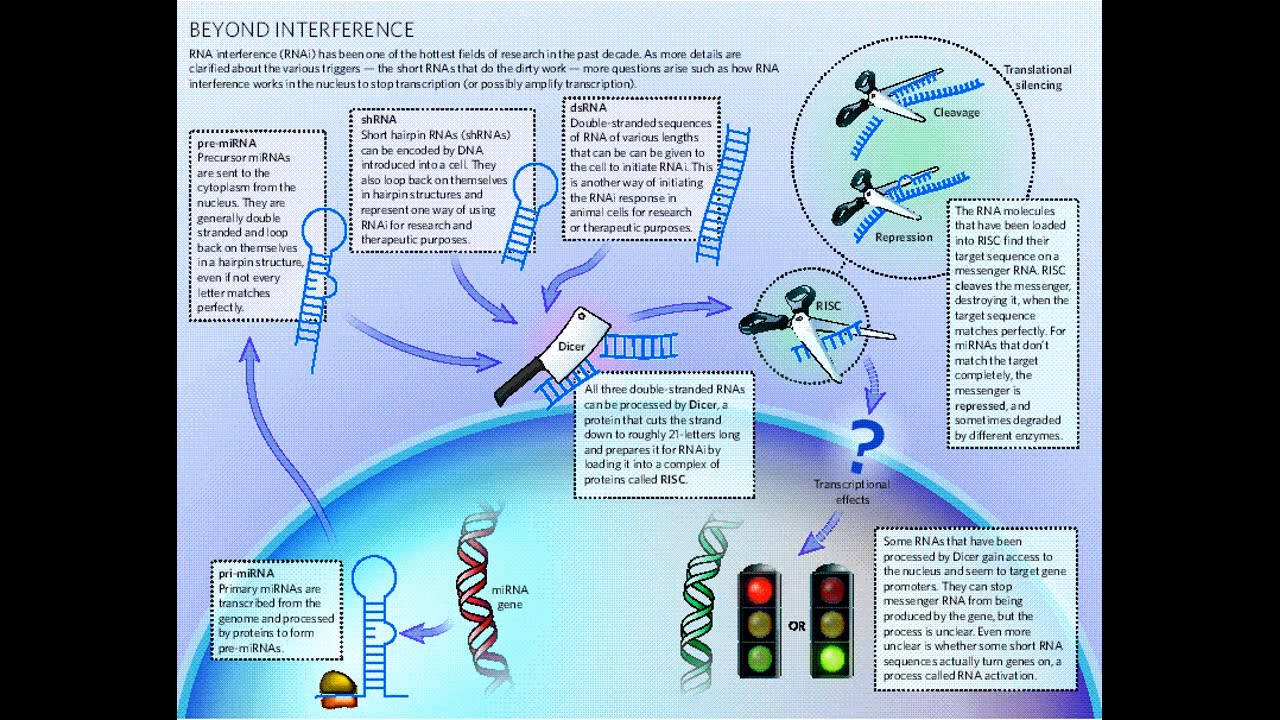 BEYOND INTERFERENCE
RNA interference (RNAi) has been one of the hottest fields of research in the past decade. As more details are
clarified about the various triggers — the short RNAs that do the dirty work — more questions arise such as how RNA
interference works in the nucleus to stop transcription (or possibly amplify transcription).
pre-miRNA
Precursor miRNAs
are sent to the
cytoplasm from the
nucleus. They are
generally double
stranded and loop
back on themselves
in a hairpin structure,
even if not every
letter matches
perfectly.
shRNA
Short hairpin RNAs (shRNAs)
can be encoded by DNA
introduced into a cell. They
also loop back on themselves
in hairpin structures and
represent one way of using
RNAi for research and
therapeutic purposes.
dsRNA
Double-stranded sequences
of RNA of various lengths
that can be can be given to
the cell to initiate RNAi. This
is another way of initiating
the RNAi response in
animal cells for research
or therapeutic purposes.
Translational
silencing
Cleavage
Repression
The RNA molecules
that have been loaded
into RISC find their
target sequence on a
messenger RNA. RISC
cleaves the messenger,
destroying it, when the
target sequence
matches perfectly. For
miRNAs that don't
match the target
completely, the
messenger is
repressed, and
sometimes degraded
by different enzymes.
RISC
Dicer
All three double-stranded RNAs
can be processed by Dicer, a
protein that cuts the strand
down to roughly 21-letters long
and prepares it for RNAi by
loading it into a complex of
proteins called RISC.
?
Transcriptional
effects
pri-miRNA
Primary miRNAs are
transcribed from the
genome and processed
by proteins to form
pre-miRNAs.
miRNA
gene
OR
Some RNAs that have been
processed by Dicer gain access to
the nucleus and seem to target gene
promoters. They can stop
messenger RNA from being
produced by the gene, but the
process is unclear. Even more
unclear is whether some short RNA
sequences actually turn genes on, a
process called RNA activation.